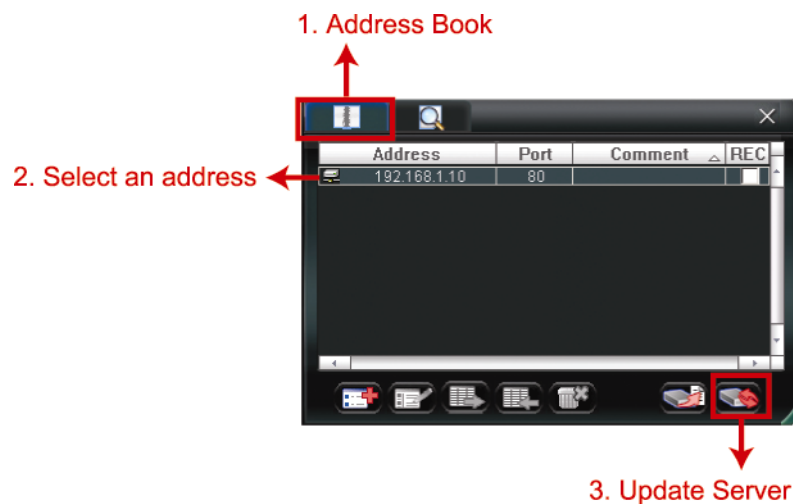 1. Address Book
Address Port Comment REC
2. Select an address
192.168.1.10 80
3. Update Server